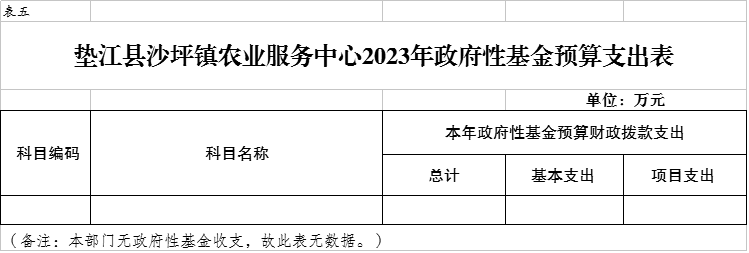 表五
垫江县沙坪镇农业服务中心2023年政府性基金预算支出表
单位：万元
科目编码 科目名称 本年政府性基金预算财政拨款支出
总计 基本支出 项目支出
（备注：本部门无政府性基金收支，故此表无数据。）